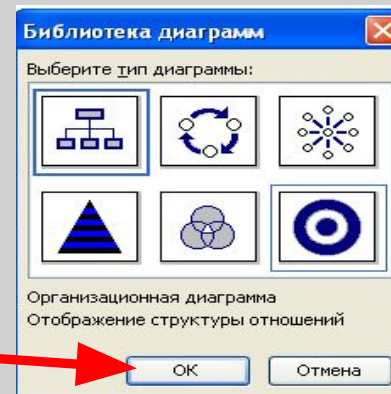 Библиотека диаграмм
Выберите тип диаграммы:
Организационная диаграмма
Отображение структуры отношений
ОК
Отмена